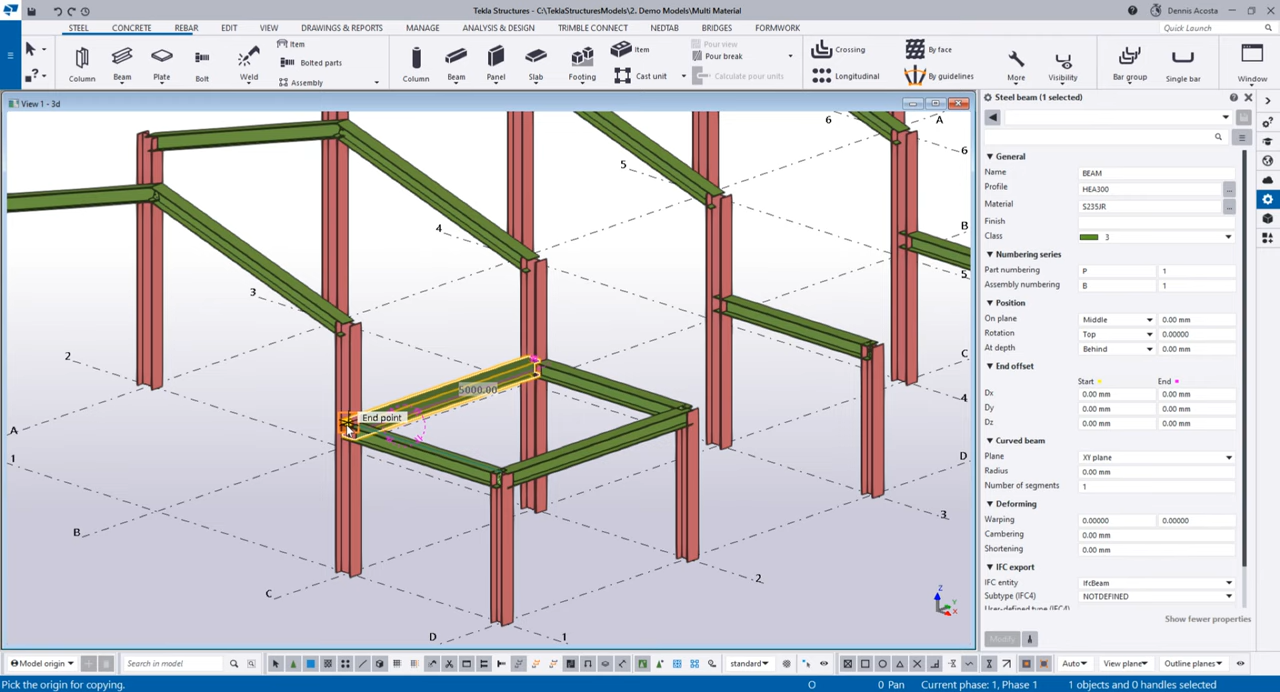 Tekla Structures - C:\TeklaStructuresModels\2. Demo Models\Multi Material
Dennis Acosta
STEEL CONCRETE REBAR EDIT VIEW DRAWINGS & REPORTS MANAGE ANALYSIS & DESIGN TRIMBLE CONNECT NEDTAB BRIDGES FORMWORK
Quick Launch
Column Beam Plate Bolt Weld
Item
Bolted parts
Assembly
Column Beam Panel Slab Footing
Item
Cast unit
Pour view
Pour break
Calculate pour units
Crossing
Longitudinal
By face
By guidelines
More Visibility Bar group Single bar Window
View 1 - 3d
6 A
6
5
B
4
5
3
2
C
4
A
1
D
3
B
2
C
D 1
5000.00
End point
Z
Y
X
Steel beam (1 selected)
General
Name BEAM
Profile HEA300 ...
Material S235JR ...
Finish
Class 3
Numbering series
Part numbering P 1
Assembly numbering B 1
Position
On plane Middle 0.00 mm
Rotation Top 0.00000
At depth Behind 0.00 mm
End offset
Start End
Dx 0.00 mm 0.00 mm
Dy 0.00 mm 0.00 mm
Dz 0.00 mm 0.00 mm
Curved beam
Plane XY plane
Radius 0.00 mm
Number of segments 1
Deforming
Warping 0.00000 0.00000
Cambering 0.00 mm
Shortening 0.00 mm
IFC export
IFC entity IfcBeam
Subtype (IFC4) NOTDEFINED
User-defined type (IFC4)
Show fewer properties
Modify
Model origin Search in model standard Auto View plane Outline planes
Pick the origin for copying. O 0 Pan Current phase: 1, Phase 1 1 objects and 0 handles selected